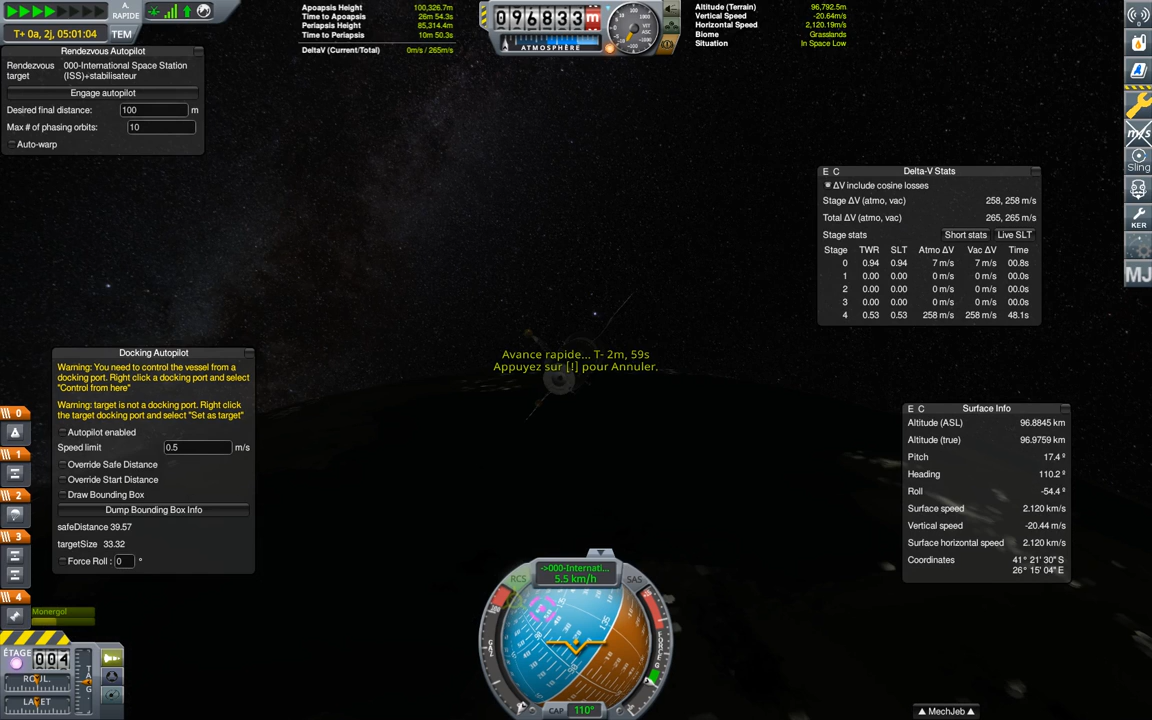 A. RAPIDE
T+ 0a, 2j, 05:01:04 TEM
Rendezvous Autopilot
Rendezvous target 000-International Space Station (ISS)+stabilisateur
Engage autopilot
Desired final distance: 100 m
Max # of phasing orbits: 10
Auto-warp
Apoapsis Height 100,326.7m
Time to Apoapsis 26m 54.3s
Periapsis Height 85,314.4m
Time to Periapsis 10m 50.3s
DeltaV (Current/Total) 0m/s / 265m/s
096833 m
ATMOSPHÈRE
Altitude (Terrain) 96,792.5m
Vertical Speed -20.64m/s
Horizontal Speed 2,120.19m/s
Biome Grasslands
Situation In Space Low
0
m/s
Sling
KER
MJ
E C Delta-V Stats
ΔV include cosine losses
Stage ΔV (atmo, vac) 258, 258 m/s
Total ΔV (atmo, vac) 265, 265 m/s
Stage stats Short stats Live SLT
Stage TWR SLT Atmo ΔV Vac ΔV Time
0 0.94 0.94 7 m/s 7 m/s 00.8s
1 0.00 0.00 0 m/s 0 m/s 00.0s
2 0.00 0.00 0 m/s 0 m/s 00.0s
3 0.00 0.00 0 m/s 0 m/s 00.0s
4 0.53 0.53 258 m/s 258 m/s 48.1s
Avance rapide... T- 2m, 59s
Appuyez sur [!] pour Annuler.
Docking Autopilot
Warning: You need to control the vessel from a
docking port. Right click a docking port and select
"Control from here"
Warning: target is not a docking port. Right click
the target docking port and select "Set as target"
Autopilot enabled
Speed limit 0.5 m/s
Override Safe Distance
Override Start Distance
Draw Bounding Box
Dump Bounding Box Info
safeDistance 39.57
targetSize 33.32
Force Roll : 0 °
E C Surface Info
Altitude (ASL) 96.8845 km
Altitude (true) 96.9759 km
Pitch 17.4 º
Heading 110.2 º
Roll -54.4 º
Surface speed 2.120 km/s
Vertical speed -20.44 m/s
Surface horizontal speed 2.120 km/s
Coordinates 41° 21' 30" S
26° 15' 04" E
0
1
2
3
4
Monergol
ÉTAGE 004
ROUL.
LACET
TANG.
->000-Internati...
5.5 km/h
RCS SAS
CAP 110°
▲ MechJeb ▲